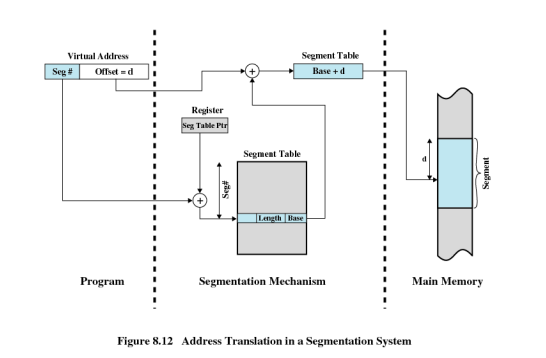 Virtual Address
Seg # Offset = d
Segment Table
Base + d
Register
Seg Table Ptr
Segment Table
Seg#
Length Base
d
Segment
Program
Segmentation Mechanism
Main Memory
Figure 8.12 Address Translation in a Segmentation System